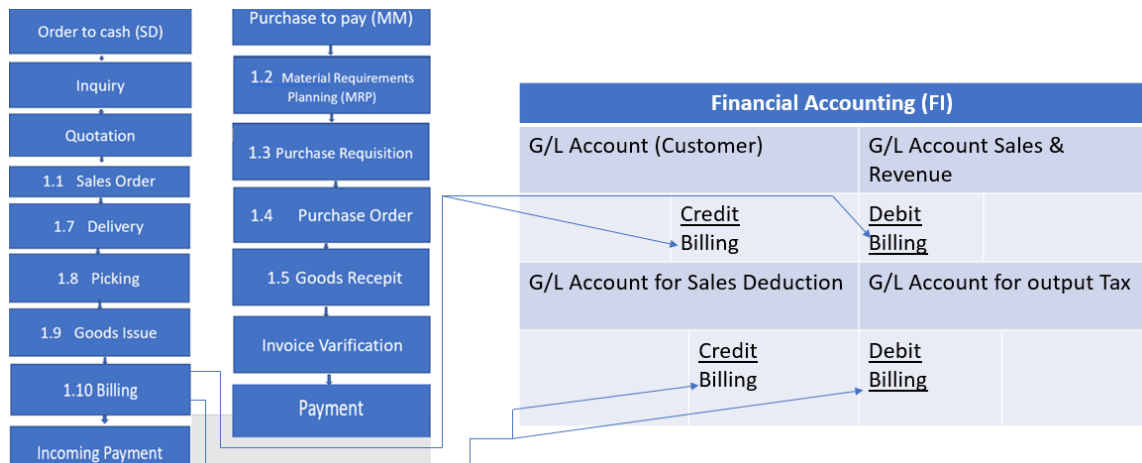 Order to cash (SD)
Inquiry
Quotation
1.1 Sales Order
1.7 Delivery
1.8 Picking
1.9 Goods Issue
1.10 Billing
Incoming Payment
Purchase to pay (MM)
1.2 Material Requirements
Planning (MRP)
1.3 Purchase Requisition
1.4 Purchase Order
1.5 Goods Recepit
Invoice Varification
Payment
Financial Accounting (FI)
G/L Account (Customer)
G/L Account Sales &
Revenue
Credit
Billing
Debit
Billing
G/L Account for Sales Deduction
G/L Account for output Tax
Credit
Billing
Debit
Billing